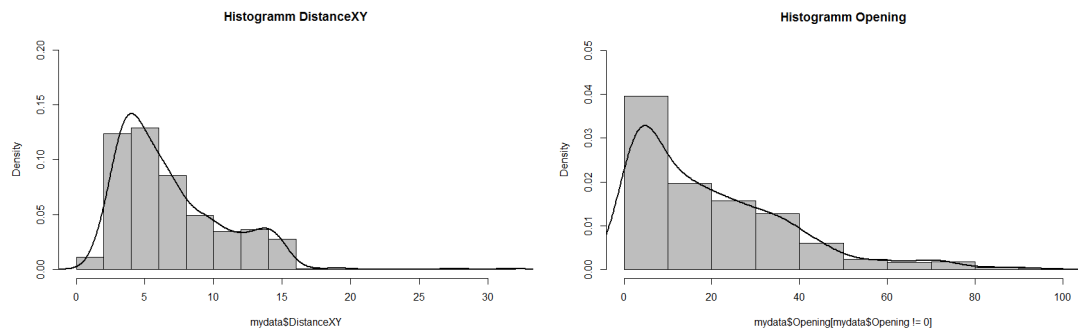 Histogramm DistanceXY
Density
0.00 0.05 0.10 0.15 0.20
0 5 10 15 20 25 30
mydata$DistanceXY
Histogramm Opening
Density
0.00 0.01 0.02 0.03 0.04 0.05
0 20 40 60 80 100
mydata$Opening[mydata$Opening != 0]